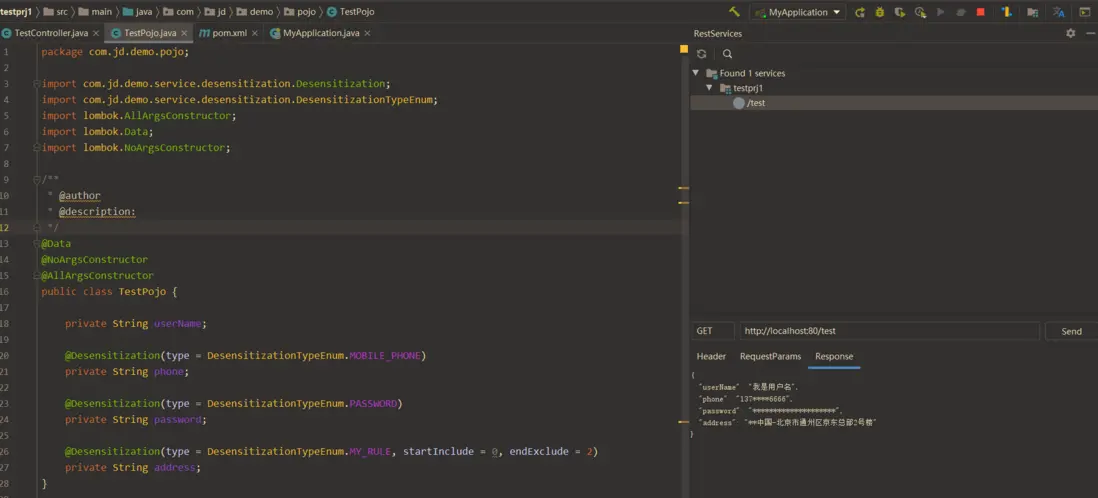 testprj1 〉 src 〉 main 〉 java 〉 com 〉 jd 〉 demo 〉 pojo 〉 TestPojo
MyApplication
TestController.java × TestPojo.java × pom.xml × MyApplication.java ×
1 package com.jd.demo.pojo;
2
3 import com.jd.demo.service.desensitization.Desensitization;
4 import com.jd.demo.service.desensitization.DesensitizationTypeEnum;
5 import lombok.AllArgsConstructor;
6 import lombok.Data;
7 import lombok.NoArgsConstructor;
8
9 /**
10 * @author
11 * @description:
12 */
13 @Data
14 @NoArgsConstructor
15 @AllArgsConstructor
16 public class TestPojo {
17
18 private String userName;
19
20 @Desensitization(type = DesensitizationTypeEnum.MOBILE_PHONE)
21 private String phone;
22
23 @Desensitization(type = DesensitizationTypeEnum.PASSWORD)
24 private String password;
25
26 @Desensitization(type = DesensitizationTypeEnum.MY_RULE, startInclude = 0, endExclude = 2)
27 private String address;
28 }
RestServices
Found 1 services
testprj1
/test
GET http://localhost:80/test Send
Header RequestParams Response
{
"userName" "我是用户名",
"phone" "137****6666",
"password" "********************",
"address" "**中国-北京市通州区京东总部2号楼"
}